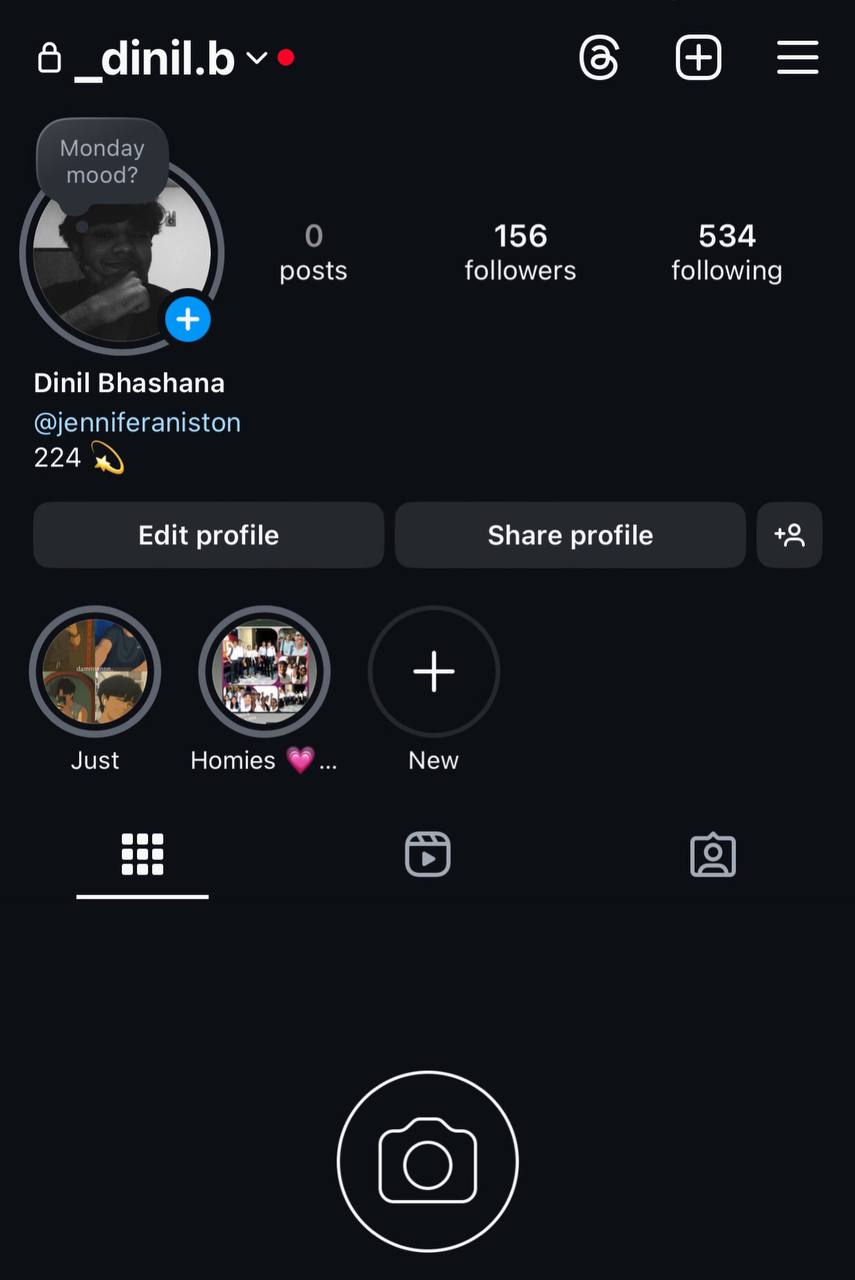 _dinil.b
Monday
mood?
0
posts
156
followers
534
following
Dinil Bhashana
@jenniferaniston
224 💫
Edit profile
Share profile
Just
Homies 💗...
New